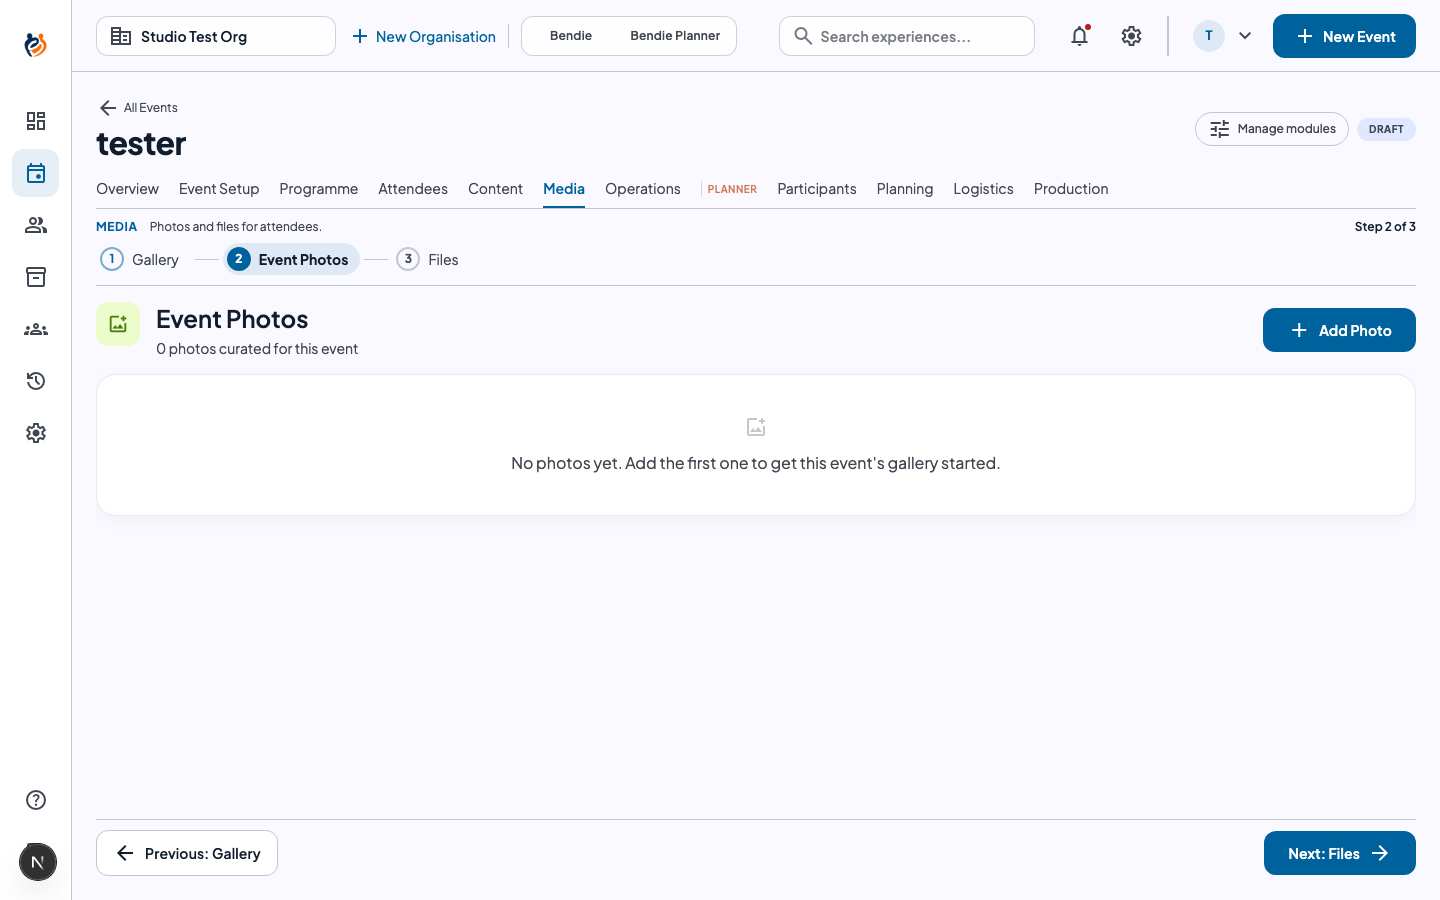 Studio Test Org
New Organisation
Bendie
Bendie Planner
Search experiences...
T
New Event
All Events
tester
Manage modules
DRAFT
Overview
Event Setup
Programme
Attendees
Content
Media
Operations
PLANNER
Participants
Planning
Logistics
Production
MEDIA
Photos and files for attendees.
Step 2 of 3
1
Gallery
2
Event Photos
3
Files
Event Photos
0 photos curated for this event
Add Photo
No photos yet. Add the first one to get this event's gallery started.
N
Previous: Gallery
Next: Files